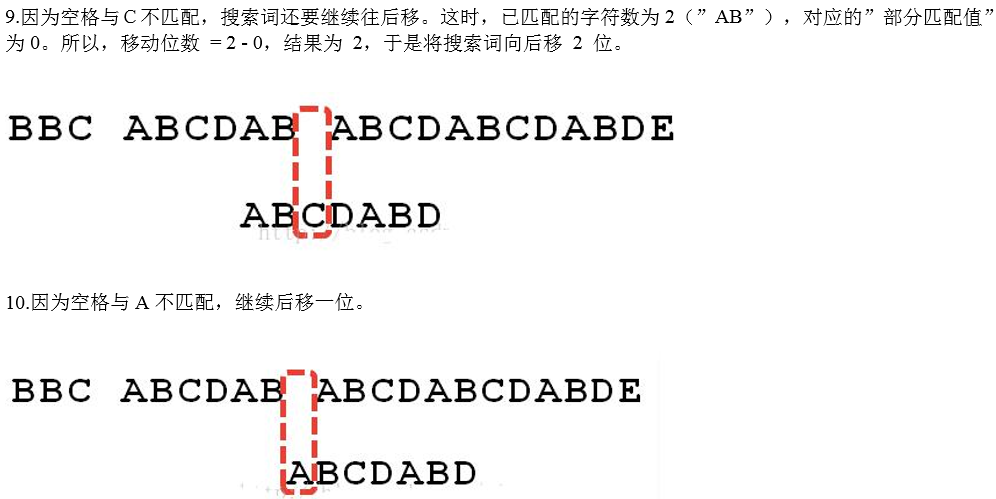 9.因为空格与C不匹配，搜索词还要继续往后移。这时，已匹配的字符数为2（”AB”），对应的”部分匹配值”
为0。所以，移动位数 = 2 - 0，结果为 2，于是将搜索词向后移 2 位。
BBC ABCDAB ABCDABCDABDE
ABCDABD
10.因为空格与 A 不匹配，继续后移一位。
BBC ABCDAB ABCDABCDABDE
ABCDABD